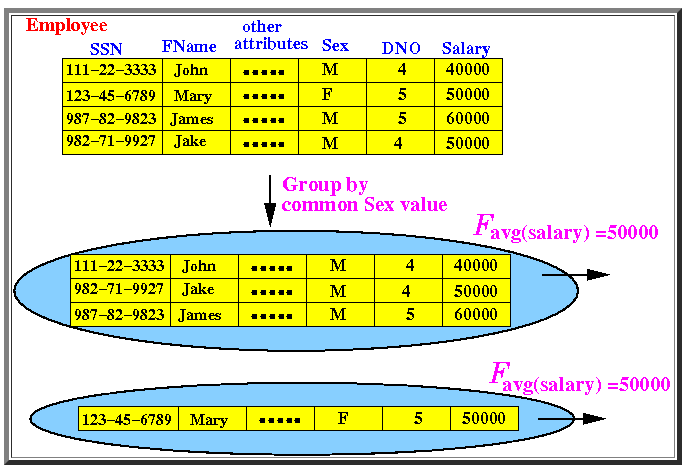 Employee
SSN FName other attributes Sex DNO Salary
111-22-3333 John ..... M 4 40000
123-45-6789 Mary ..... F 5 50000
987-82-9823 James ..... M 5 60000
982-71-9927 Jake ..... M 4 50000
Group by
common Sex value
F avg(salary) =50000
111-22-3333 John ..... M 4 40000
982-71-9927 Jake ..... M 4 50000
987-82-9823 James ..... M 5 60000
F avg(salary) =50000
123-45-6789 Mary ..... F 5 50000